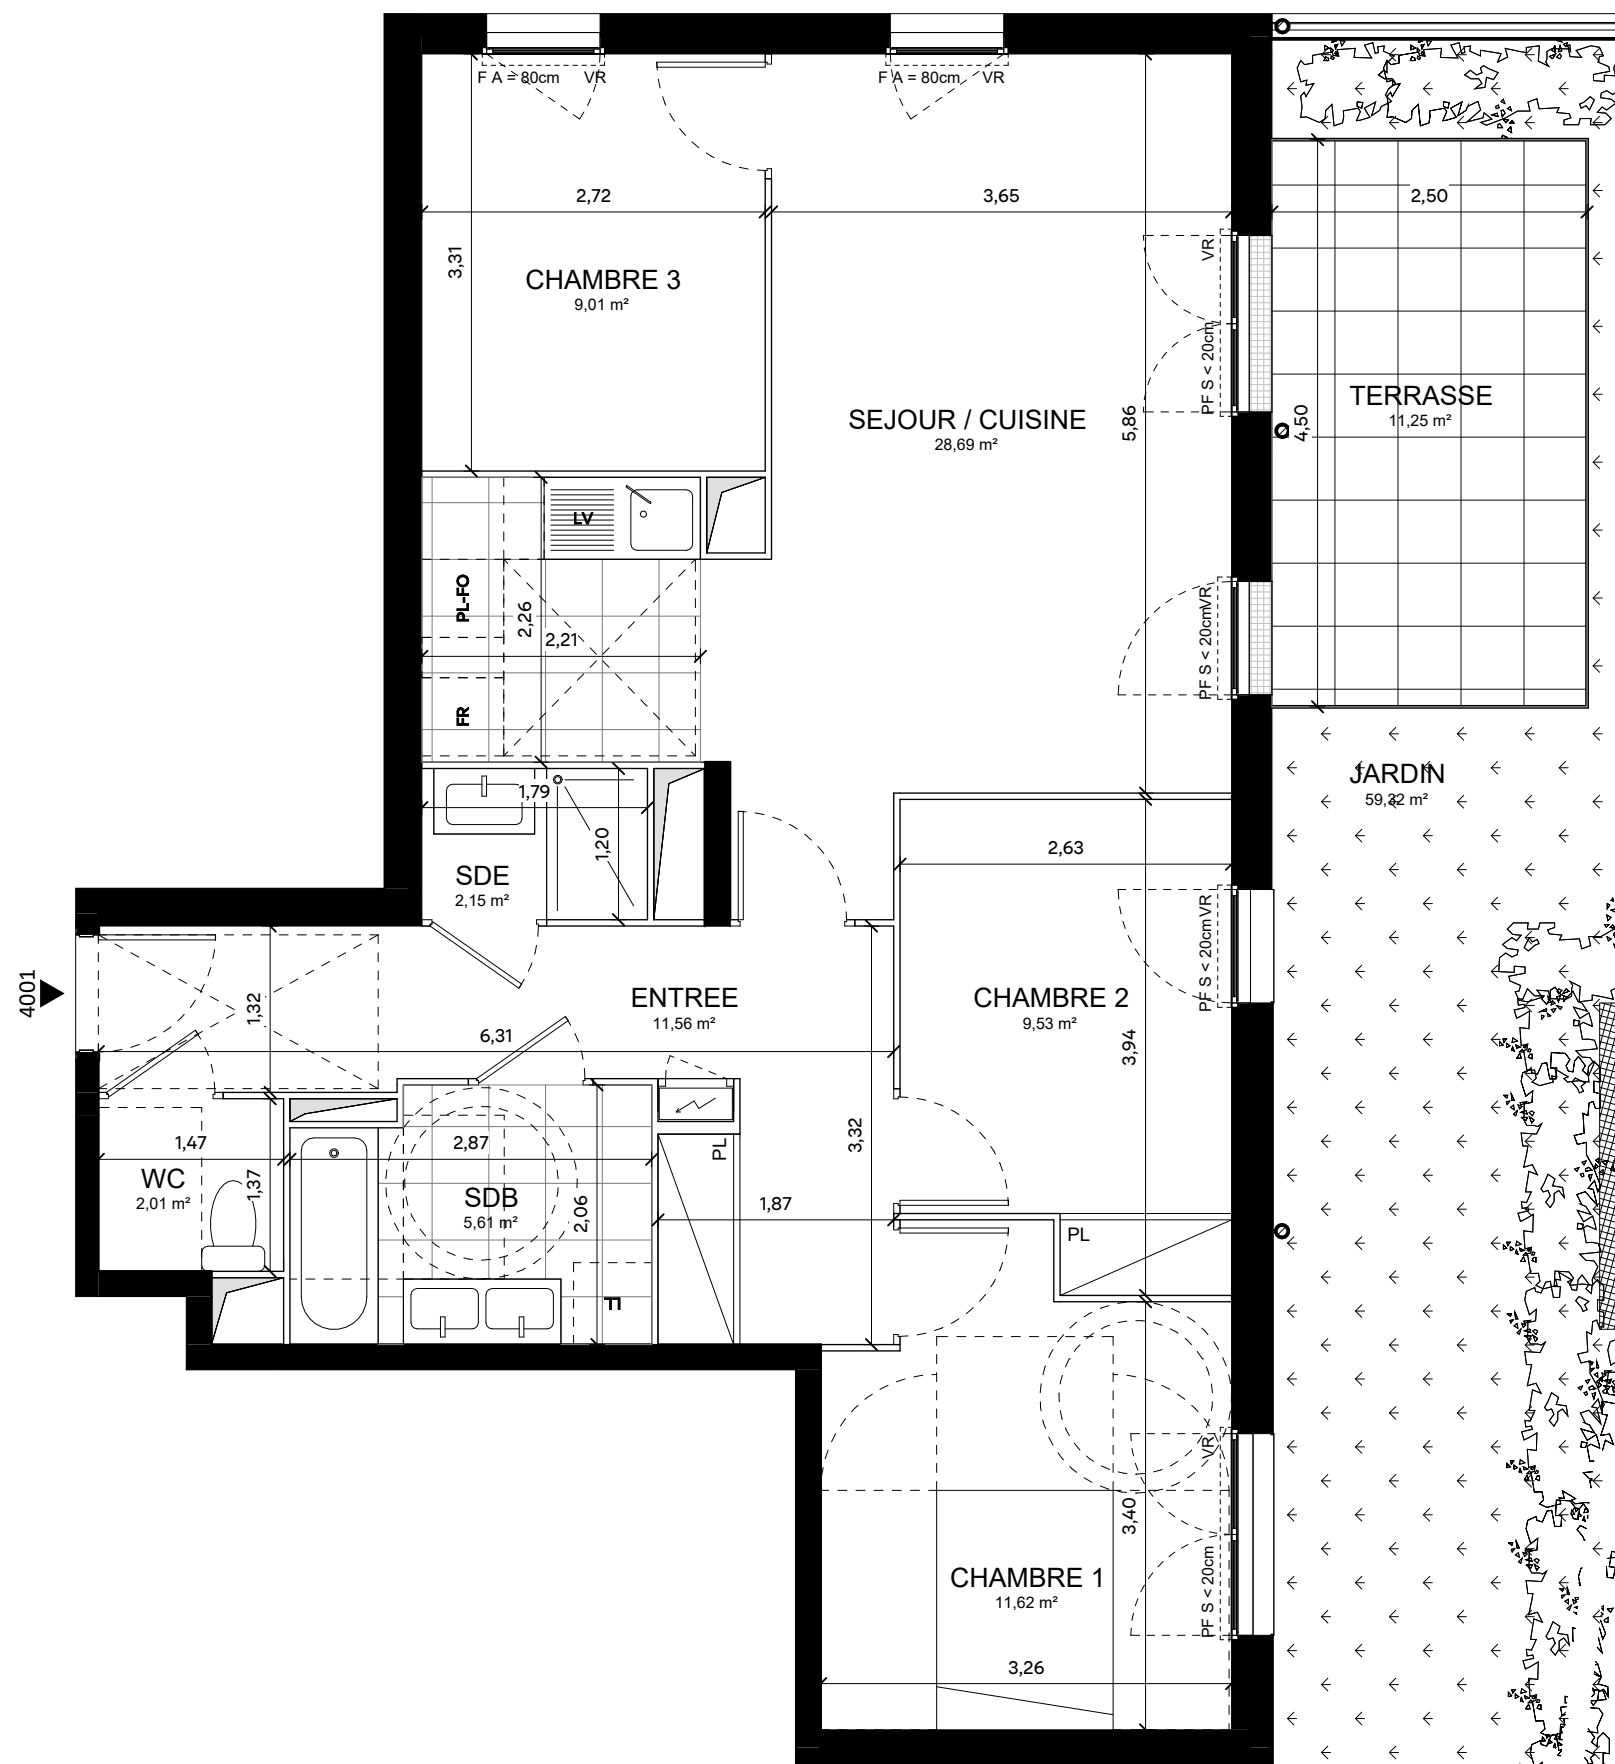 F A = 80cm VR
F A = 80cm VR
2,72
3,65
2,50
3,31
CHAMBRE 3
9,01 m²
VR
PF S < 20cm
SEJOUR / CUISINE
28,69 m²
5,86
4,50
TERRASSE
11,25 m²
LV
PL-FO
2,26
2,21
FR
VR
PF S < 20cm
JARDIN
59,32 m²
1,79
1,20
SDE
2,15 m²
2,63
VR
PF S < 20cm
4001
1,32
ENTREE
11,56 m²
6,31
CHAMBRE 2
9,53 m²
3,94
1,47
WC
2,01 m²
1,37
2,87
SDB
5,61 m²
2,06
PL
3,32
1,87
PL
LL
VR
PF S < 20cm
3,40
CHAMBRE 1
11,62 m²
3,26